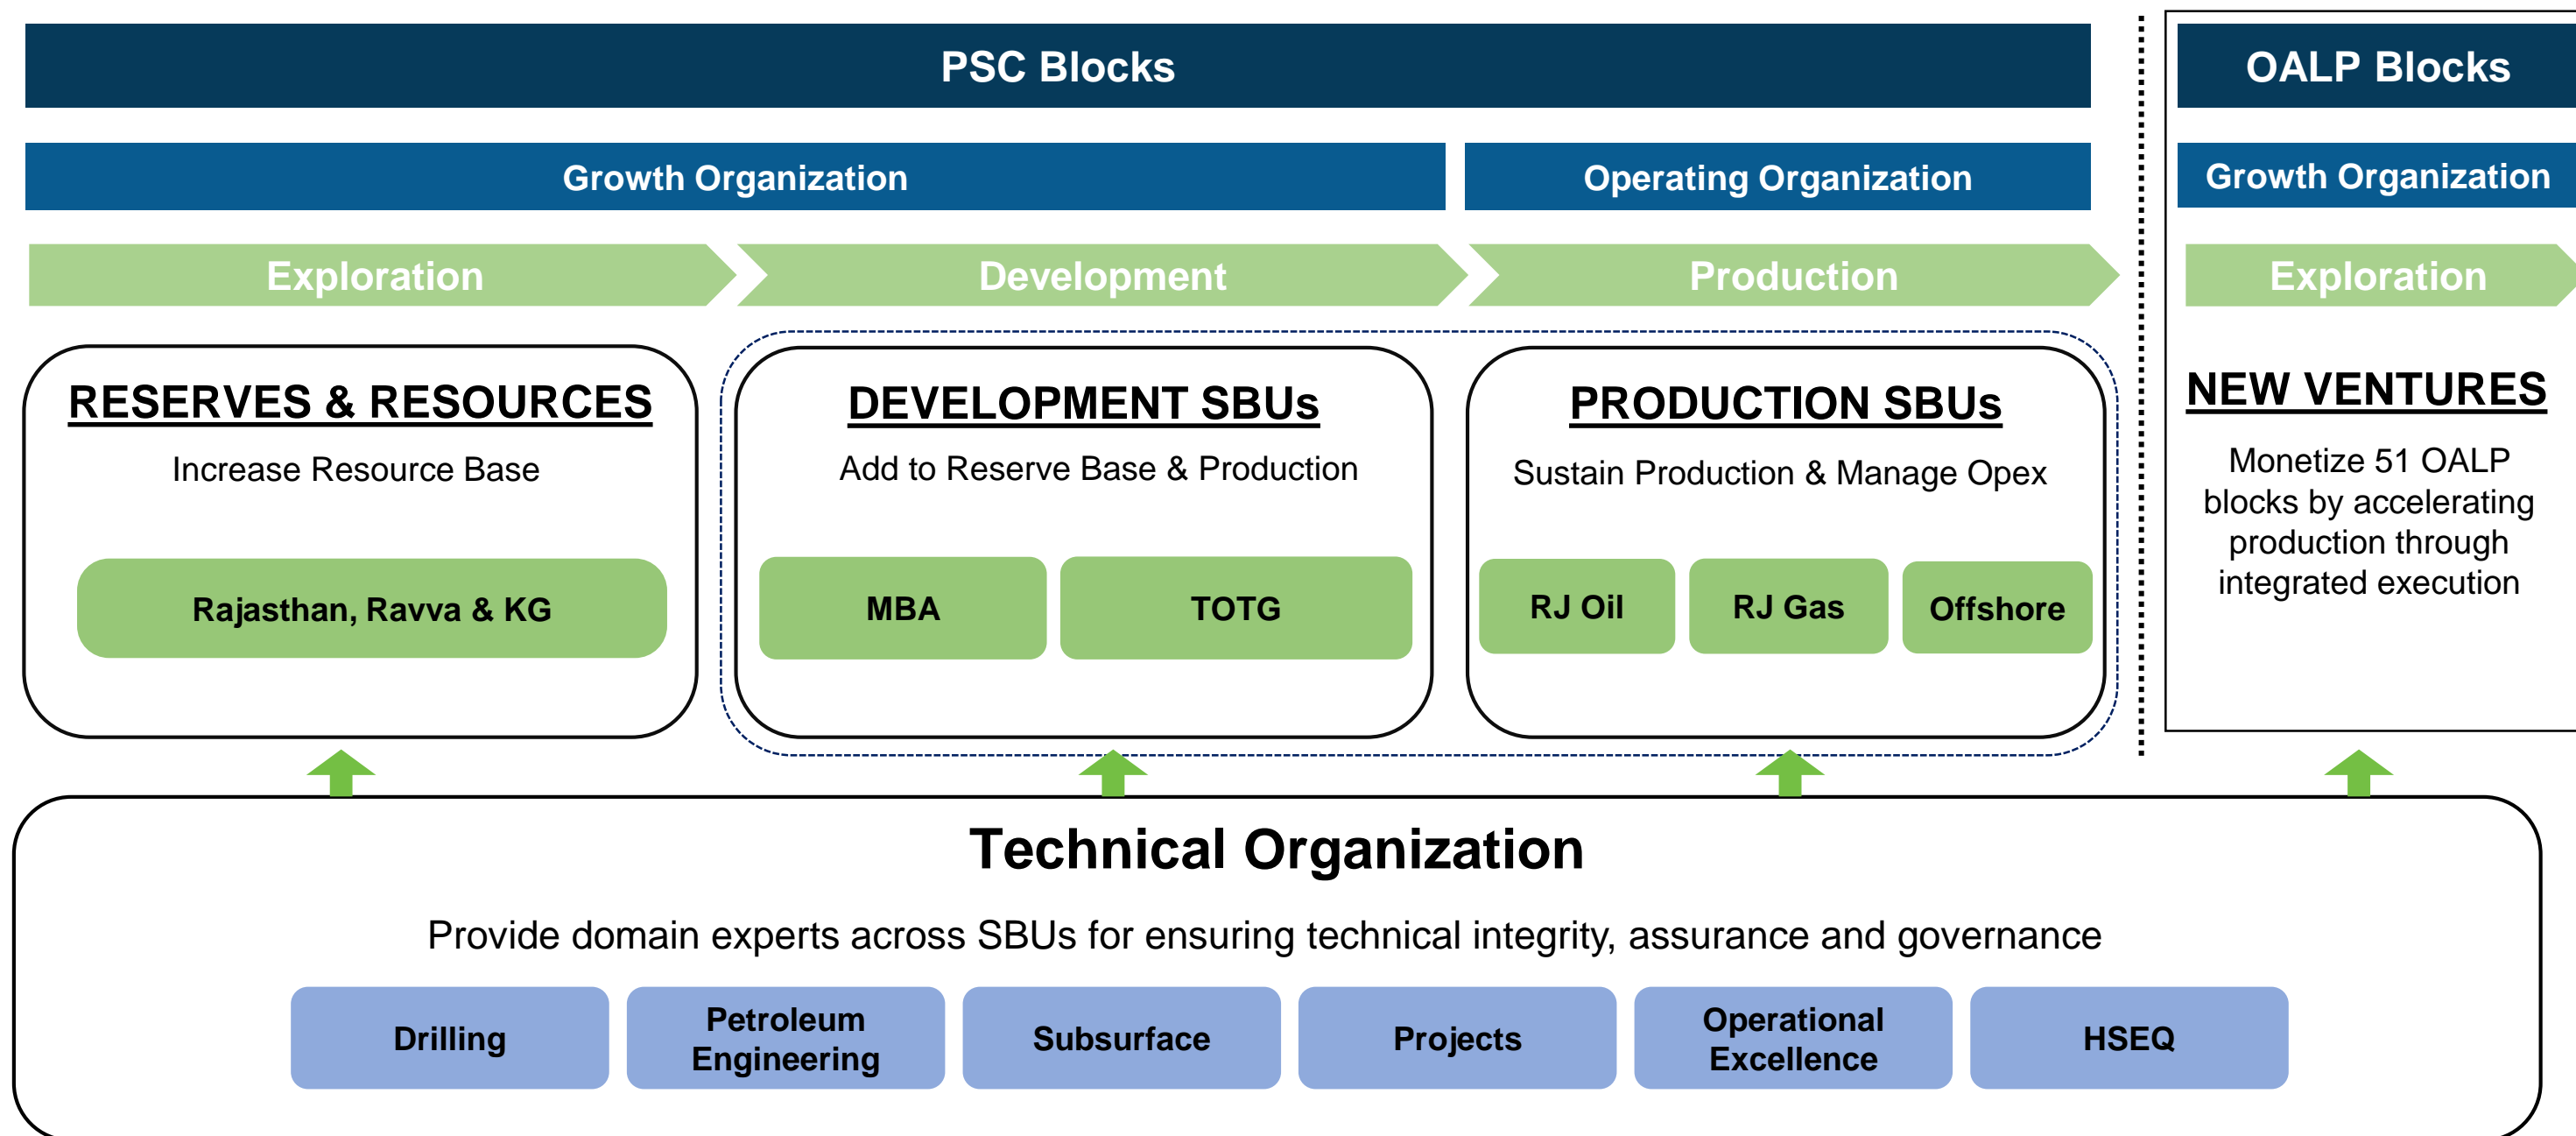 PSC Blocks
OALP Blocks
Growth Organization
Operating Organization
Growth Organization
Exploration
Development
Production
Exploration
RESERVES & RESOURCES
Increase Resource Base
Rajasthan, Ravva & KG
DEVELOPMENT SBUs
Add to Reserve Base & Production
MBA
TOTG
PRODUCTION SBUs
Sustain Production & Manage Opex
RJ Oil
RJ Gas
Offshore
NEW VENTURES
Monetize 51 OALP
blocks by accelerating
production through
integrated execution
Technical Organization
Provide domain experts across SBUs for ensuring technical integrity, assurance and governance
Drilling
Petroleum
Engineering
Subsurface
Projects
Operational
Excellence
HSEQ